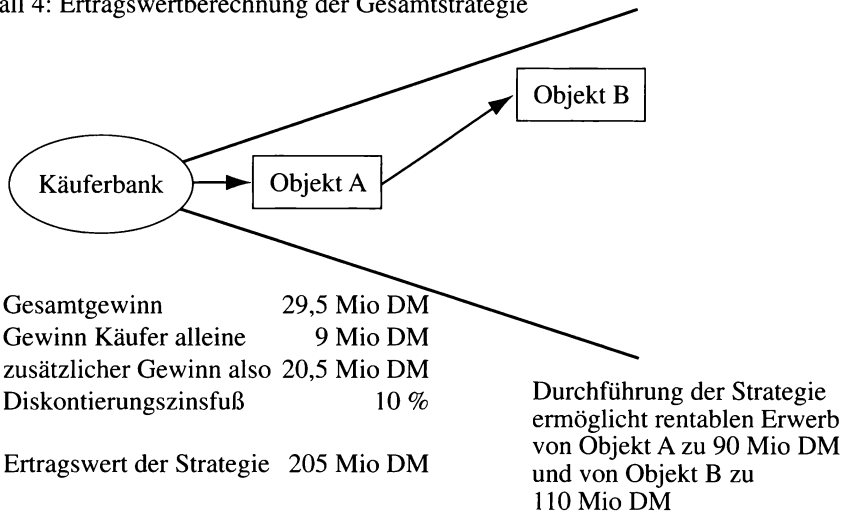 all 4: Ertragswertberechnung der Gesamtstrategie
Objekt B
Käuferbank
Objekt A
Gesamtgewinn 29,5 Mio DM
Gewinn Käufer alleine 9 Mio DM
zusätzlicher Gewinn also 20,5 Mio DM
Diskontierungszinsfuß 10 %
Ertragswert der Strategie 205 Mio DM
Durchführung der Strategie
ermöglicht rentablen Erwerb
von Objekt A zu 90 Mio DM
und von Objekt B zu
110 Mio DM